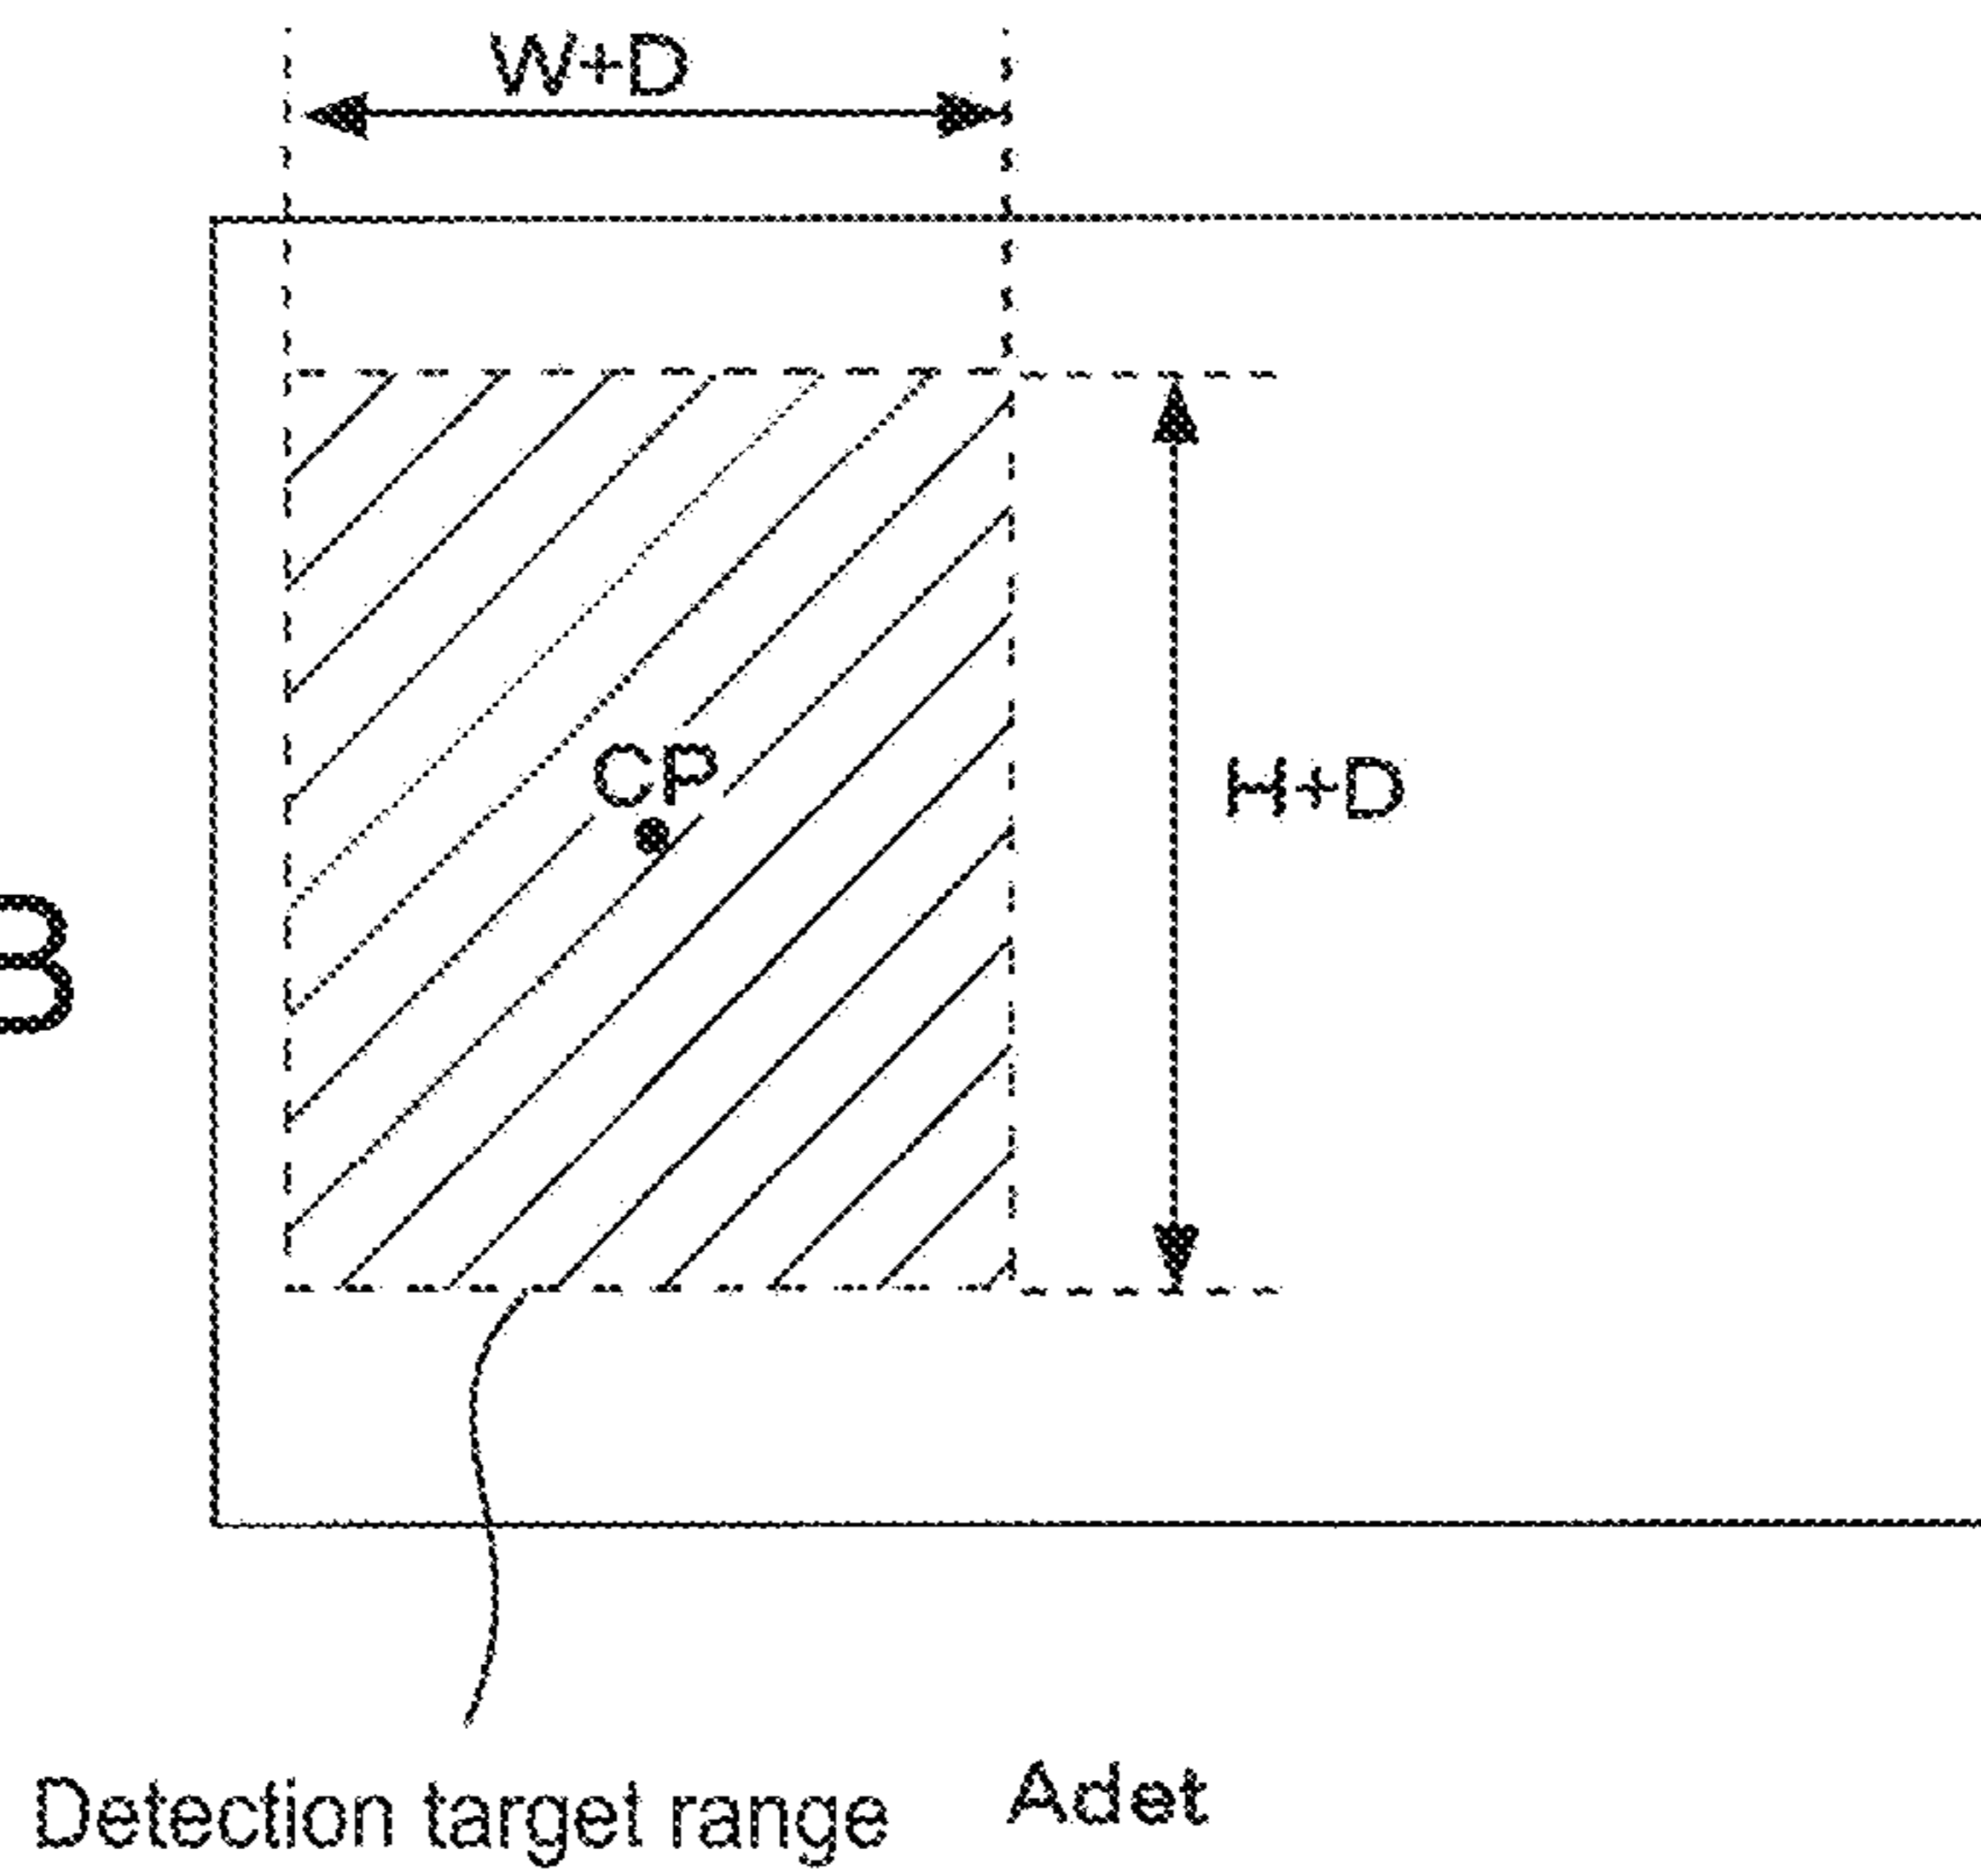 W+D
CP
H+D
B
Detection target range Adet